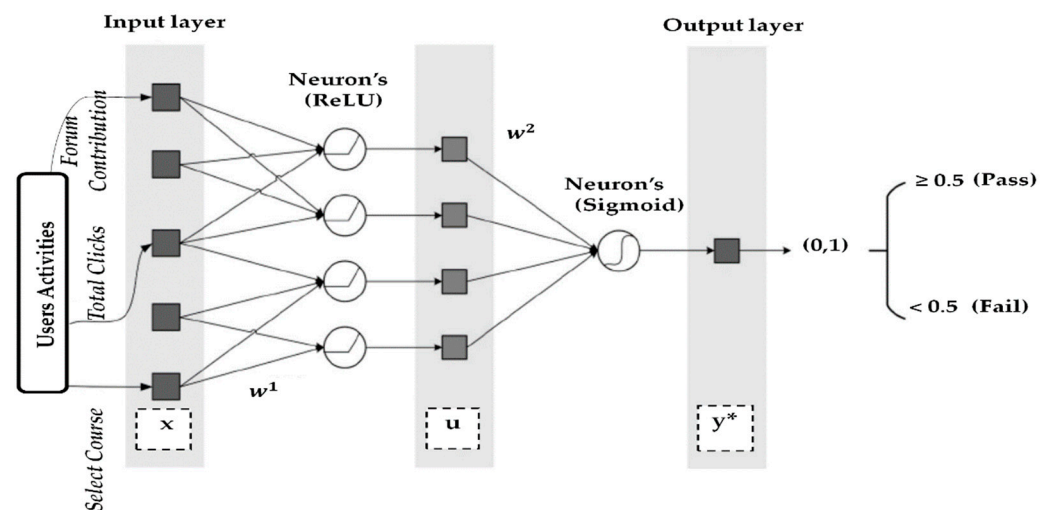 Input layer
Output layer
Neuron's
(ReLU)
Forum
Contribution
w²
Neuron's
(Sigmoid)
≥ 0.5 (Pass)
Users Activities
Total Clicks
(0,1)
< 0.5 (Fail)
w¹
Select Course
x
u
y*